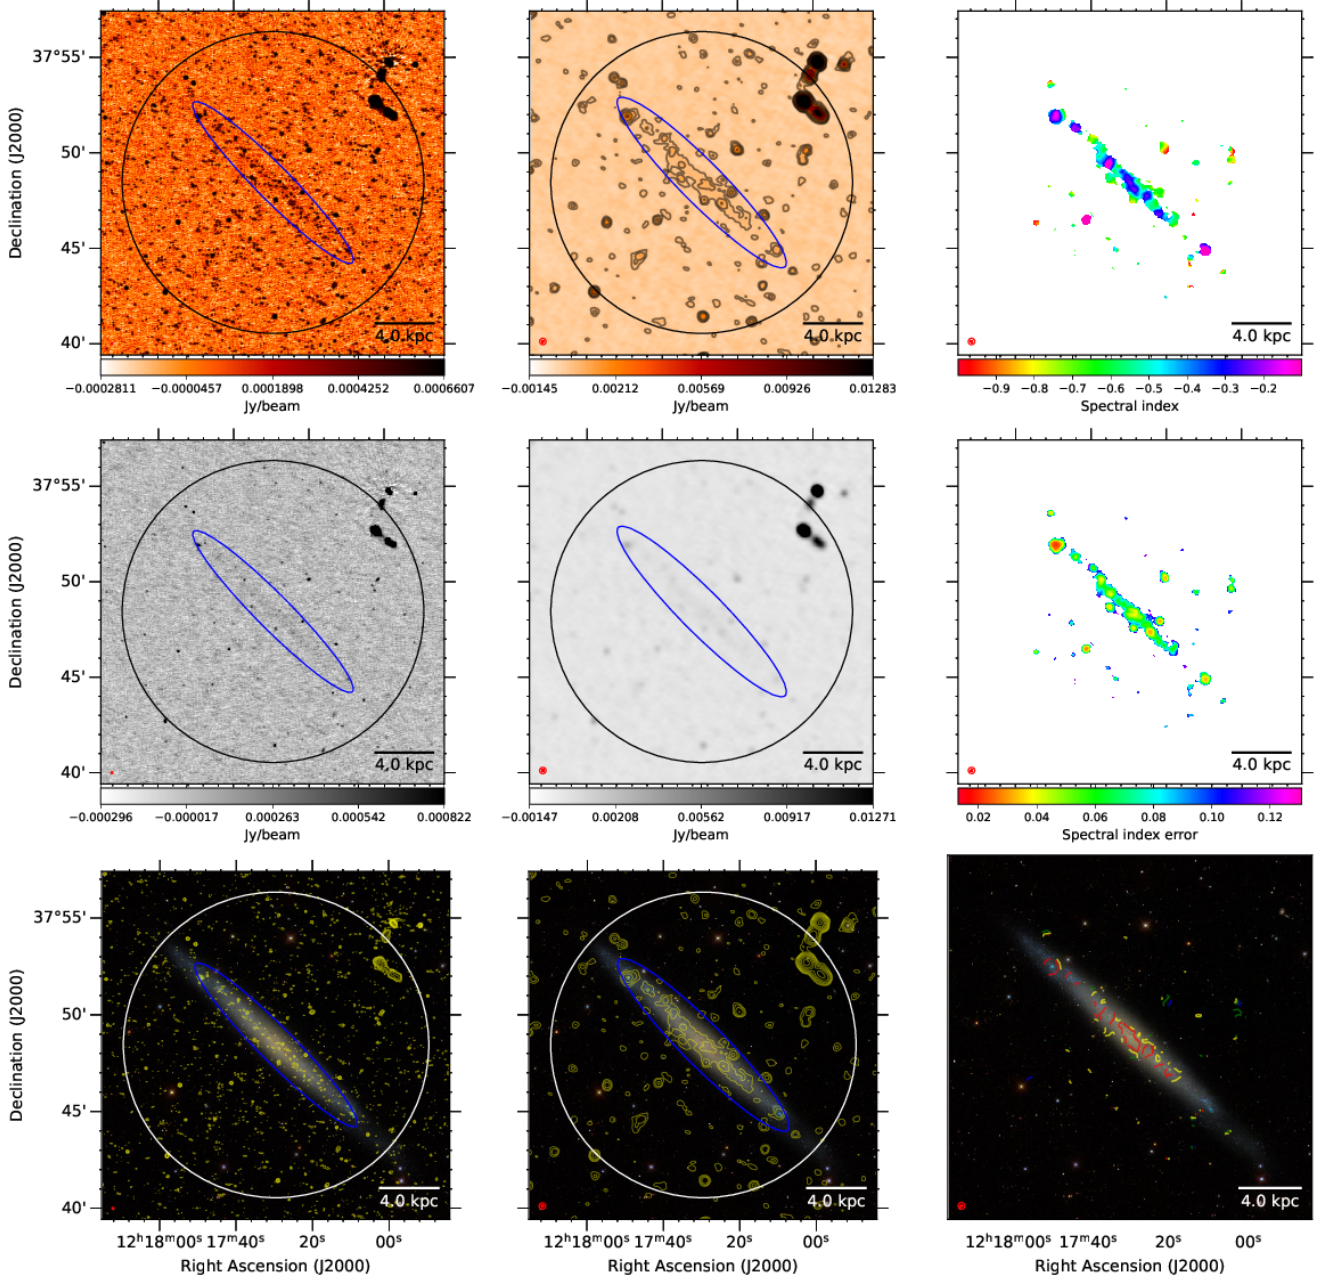 Declination (J2000)
37°55'
50'
45'
40'
4.0 kpc
−0.0002811 −0.0000457 0.0001898 0.0004252 0.0006607
Jy/beam
4.0 kpc
−0.00145 0.00212 0.00569 0.00926 0.01283
Jy/beam
4.0 kpc
−0.9 −0.8 −0.7 −0.6 −0.5 −0.4 −0.3 −0.2
Spectral index
Declination (J2000)
37°55'
50'
45'
40'
4.0 kpc
−0.000296 −0.000017 0.000263 0.000542 0.000822
Jy/beam
4.0 kpc
−0.00147 0.00208 0.00562 0.00917 0.01271
Jy/beam
4.0 kpc
0.02 0.04 0.06 0.08 0.10 0.12
Spectral index error
Declination (J2000)
37°55'
50'
45'
40'
4.0 kpc
12ʰ18ᵐ00ˢ 17ᵐ40ˢ 20ˢ 00ˢ
Right Ascension (J2000)
4.0 kpc
12ʰ18ᵐ00ˢ 17ᵐ40ˢ 20ˢ 00ˢ
Right Ascension (J2000)
4.0 kpc
12ʰ18ᵐ00ˢ 17ᵐ40ˢ 20ˢ 00ˢ
Right Ascension (J2000)